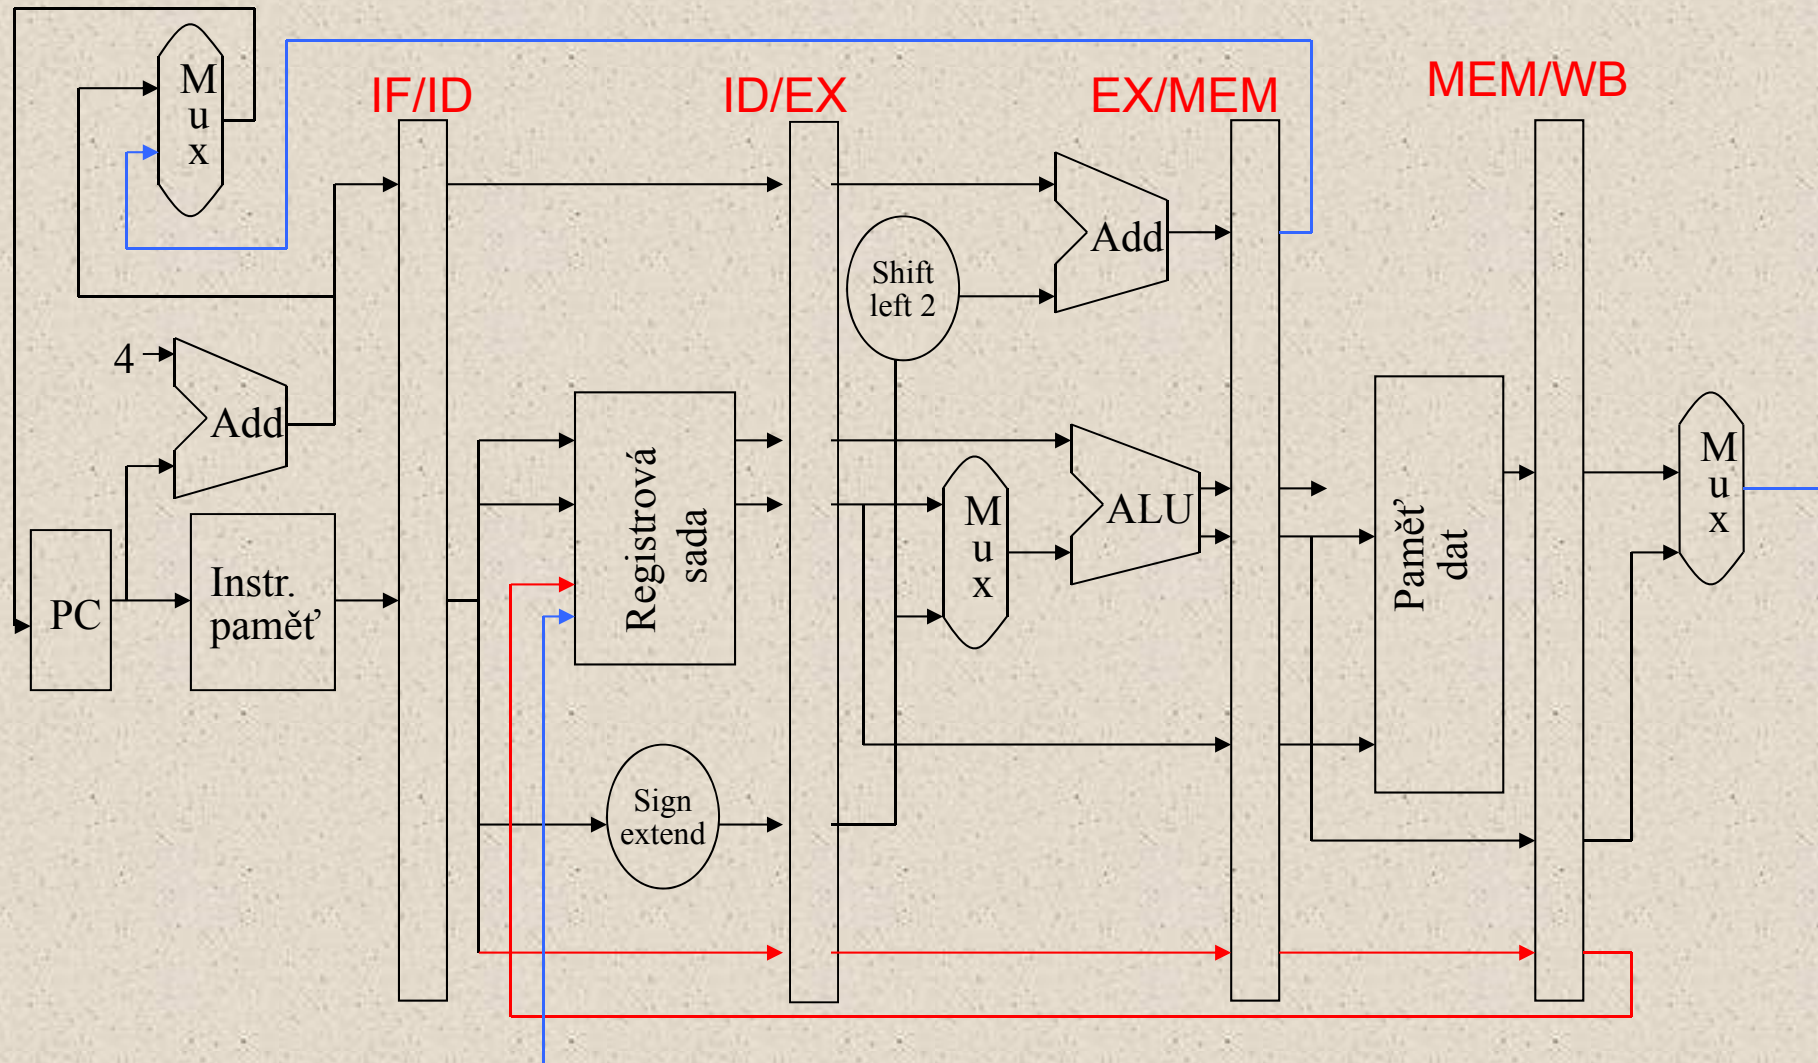 M
u
x
IF/ID
ID/EX
EX/MEM
MEM/WB
4
Add
PC
Instr.
paměť
Registrová
sada
Sign
extend
Shift
left 2
Add
M
u
x
ALU
Paměť
dat
M
u
x